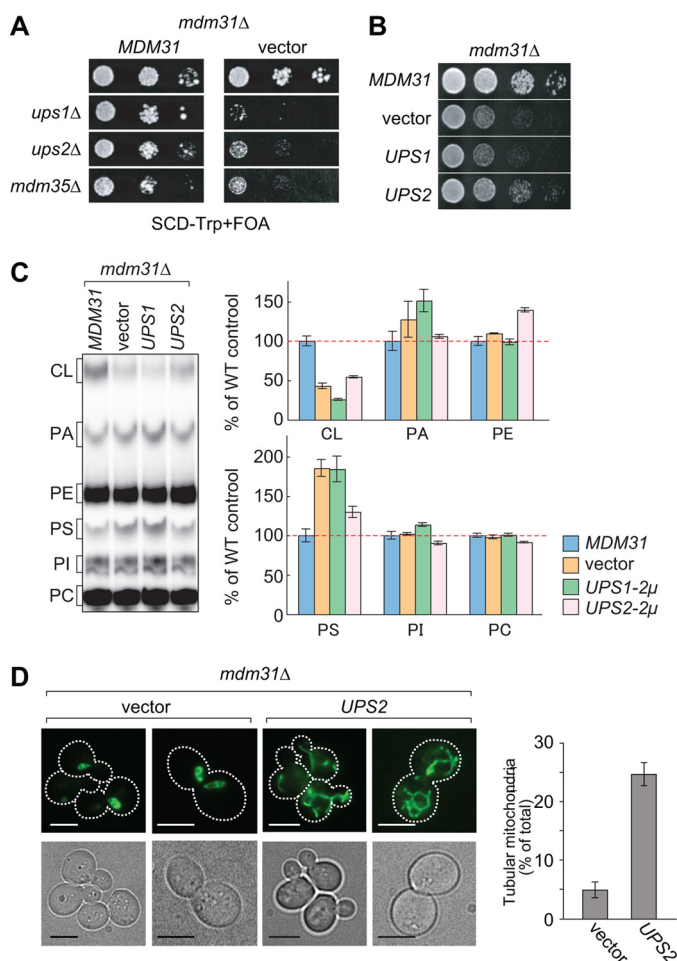 A
mdm31Δ
MDM31 vector
ups1Δ
ups2Δ
mdm35Δ
SCD-Trp+FOA
B
mdm31Δ
MDM31
vector
UPS1
UPS2
C
mdm31Δ
MDM31
vector
UPS1
UPS2
CL
PA
PE
PS
PI
PC
% of WT controol
150
100
50
0
CL PA PE
% of WT controol
200
150
100
50
0
PS PI PC
MDM31
vector
UPS1-2μ
UPS2-2μ
D
mdm31Δ
vector UPS2
Tubular mitochondria
(% of total)
30
20
10
0
vector
UPS2